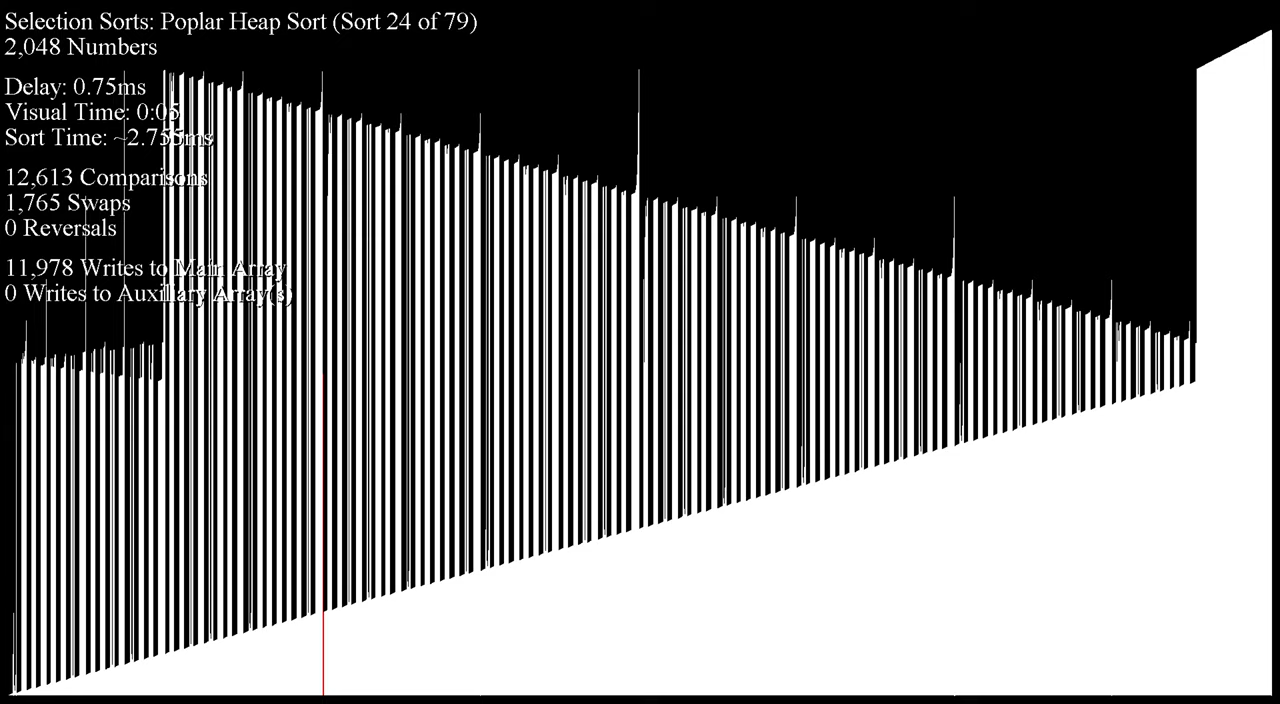 Selection Sorts: Poplar Heap Sort (Sort 24 of 79)
2,048 Numbers
Delay: 0.75ms
Visual Time: 0:05
Sort Time: ~2.755ms
12,613 Comparisons
1,765 Swaps
0 Reversals
11,978 Writes to Main Array
0 Writes to Auxiliary Array(s)